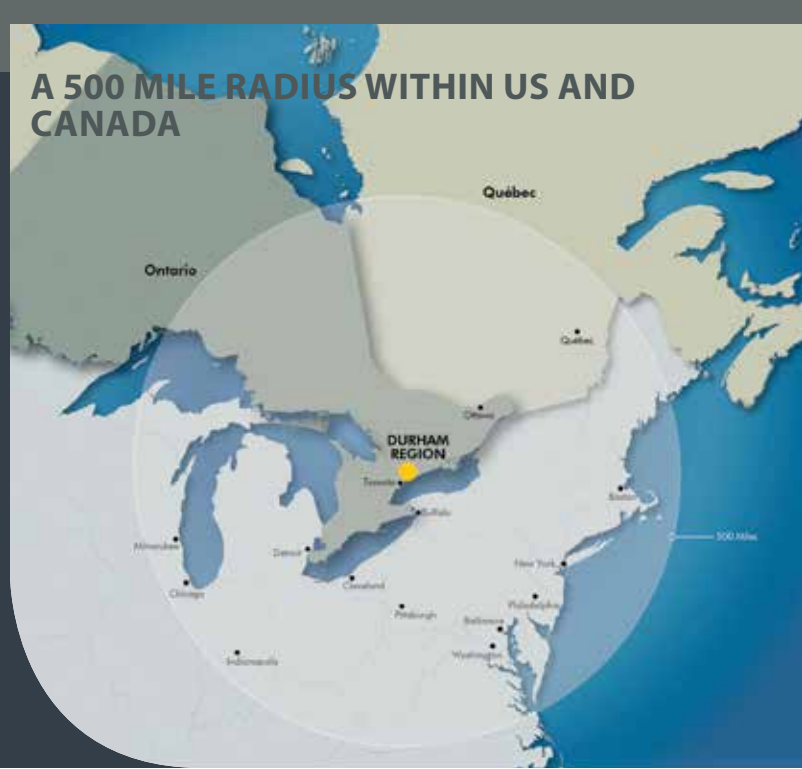 A 500 MILE RADIUS WITHIN US AND
CANADA
Québec
Ontario
Québec
Ottawa
DURHAM
REGION
Toronto
Buffalo
Boston
500 Miles
Milwaukee
Detroit
New York
Cleveland
Chicago
Philadelphia
Pittsburgh
Baltimore
Washington
Indianapolis